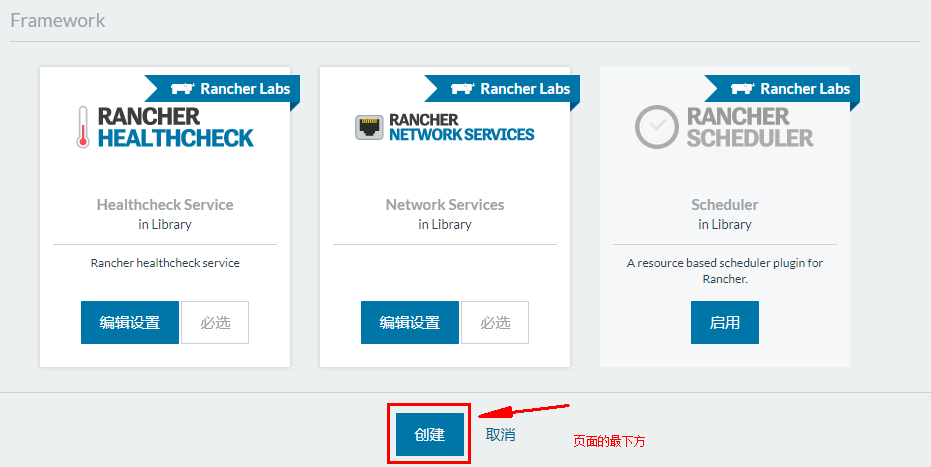 Framework
Rancher Labs
RANCHER
HEALTHCHECK
Healthcheck Service
in Library
Rancher healthcheck service
编辑设置
必选
Rancher Labs
RANCHER
NETWORK SERVICES
Network Services
in Library
编辑设置
必选
Rancher Labs
RANCHER
SCHEDULER
Scheduler
in Library
A resource based scheduler plugin for
Rancher.
启用
创建
取消
页面的最下方